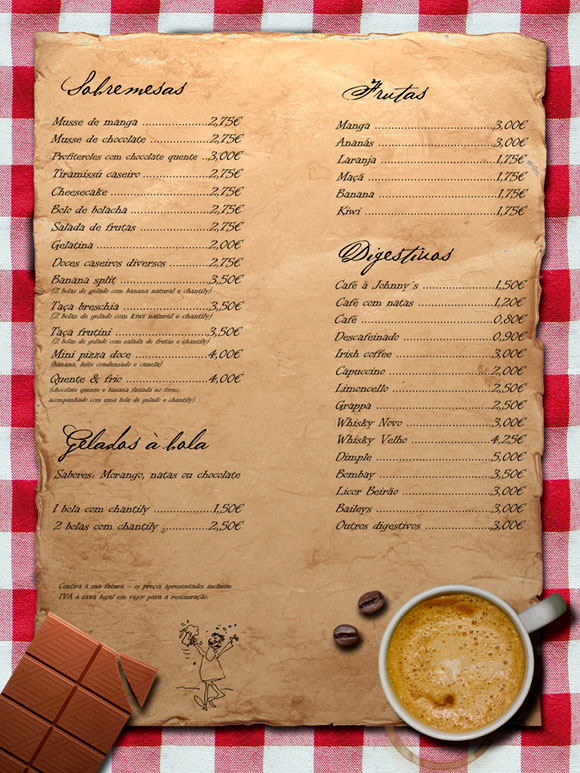 Sobremesas
Musse de manga ..................2,75€
Musse de chocolate ................2,75€
Profiteroles com chocolate quente ..3,00€
Tiramissú caseiro ..................2,75€
Cheesecake ..........................2,75€
Bolo de bolacha .....................2,75€
Salada de frutas ...................2,75€
Gelatina .............................2,00€
Doces caseiros diversos ...........2,75€
Banana split ........................3,50€
(2 bolas de gelado com banana natural e chantily)
Taça breschia ......................3,50€
(2 bolas de gelado com kiwi natural e chantily)
Taça frutini ........................3,50€
(2 bolas de gelado com salada de frutas e chantily)
Mini pizza doce ....................4,00€
(banana, leite condensado e canela)
Quente & frio .......................4,00€
(chocolate quente e banana fatiada no forno,
acompanhado com uma bola de gelado e chantily)
Gelados à bola
Sabores: Morango, natas ou chocolate
1 bola com chantily ................1,50€
2 bolas com chantily ..............2,50€
Confira a sua fatura – os preços apresentados incluem
IVA à taxa legal em vigor para a restauração.
Frutas
Manga ................................3,00€
Ananás ...............................3,00€
Laranja ..............................1,75€
Maçã .................................1,75€
Banana ...............................1,75€
Kiwi ..................................1,75€
Digestivos
Café à Johnny´s ....................1,50€
Café com natas .....................1,20€
Café ..................................0,80€
Descafeinado ........................0,90€
Irish coffee .........................3,00€
Capuccino ............................2,00€
Limoncello ...........................2,50€
Grappa ...............................2,50€
Whisky Novo .........................3,00€
Whisky Velho ........................4,25€
Dimple ...............................5,00€
Bombay ...............................3,50€
Licor Beirão .........................3,00€
Baileys ..............................3,00€
Outros digestivos ...................3,00€